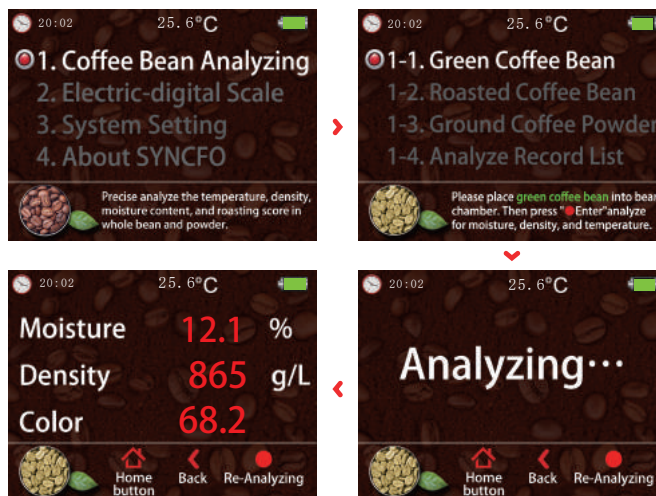 20:02 25.6°C
1. Coffee Bean Analyzing
2. Electric-digital Scale
3. System Setting
4. About SYNCFO
Precise analyze the temperature, density,
moisture content, and roasting score in
whole bean and powder.
20:02 25.6°C
1-1. Green Coffee Bean
1-2. Roasted Coffee Bean
1-3. Ground Coffee Powder
1-4. Analyze Record List
Please place green coffee bean into bean
chamber. Then press "Enter"analyze
for moisture, density, and temperature.
20:02 25.6°C
Analyzing···
Home
button
Back
Re-Analyzing
20:02 25.6°C
Moisture 12.1 %
Density 865 g/L
Color 68.2
Home
button
Back
Re-Analyzing